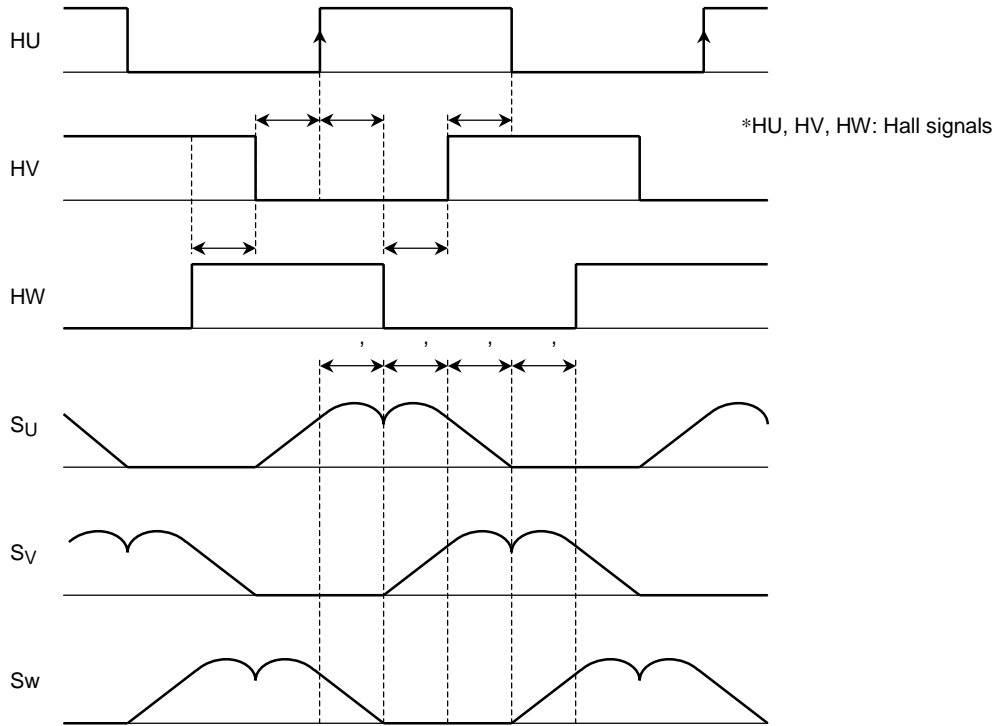 HU
*HU, HV, HW: Hall signals
HV
HW
, , , ,
SU
SV
Sw